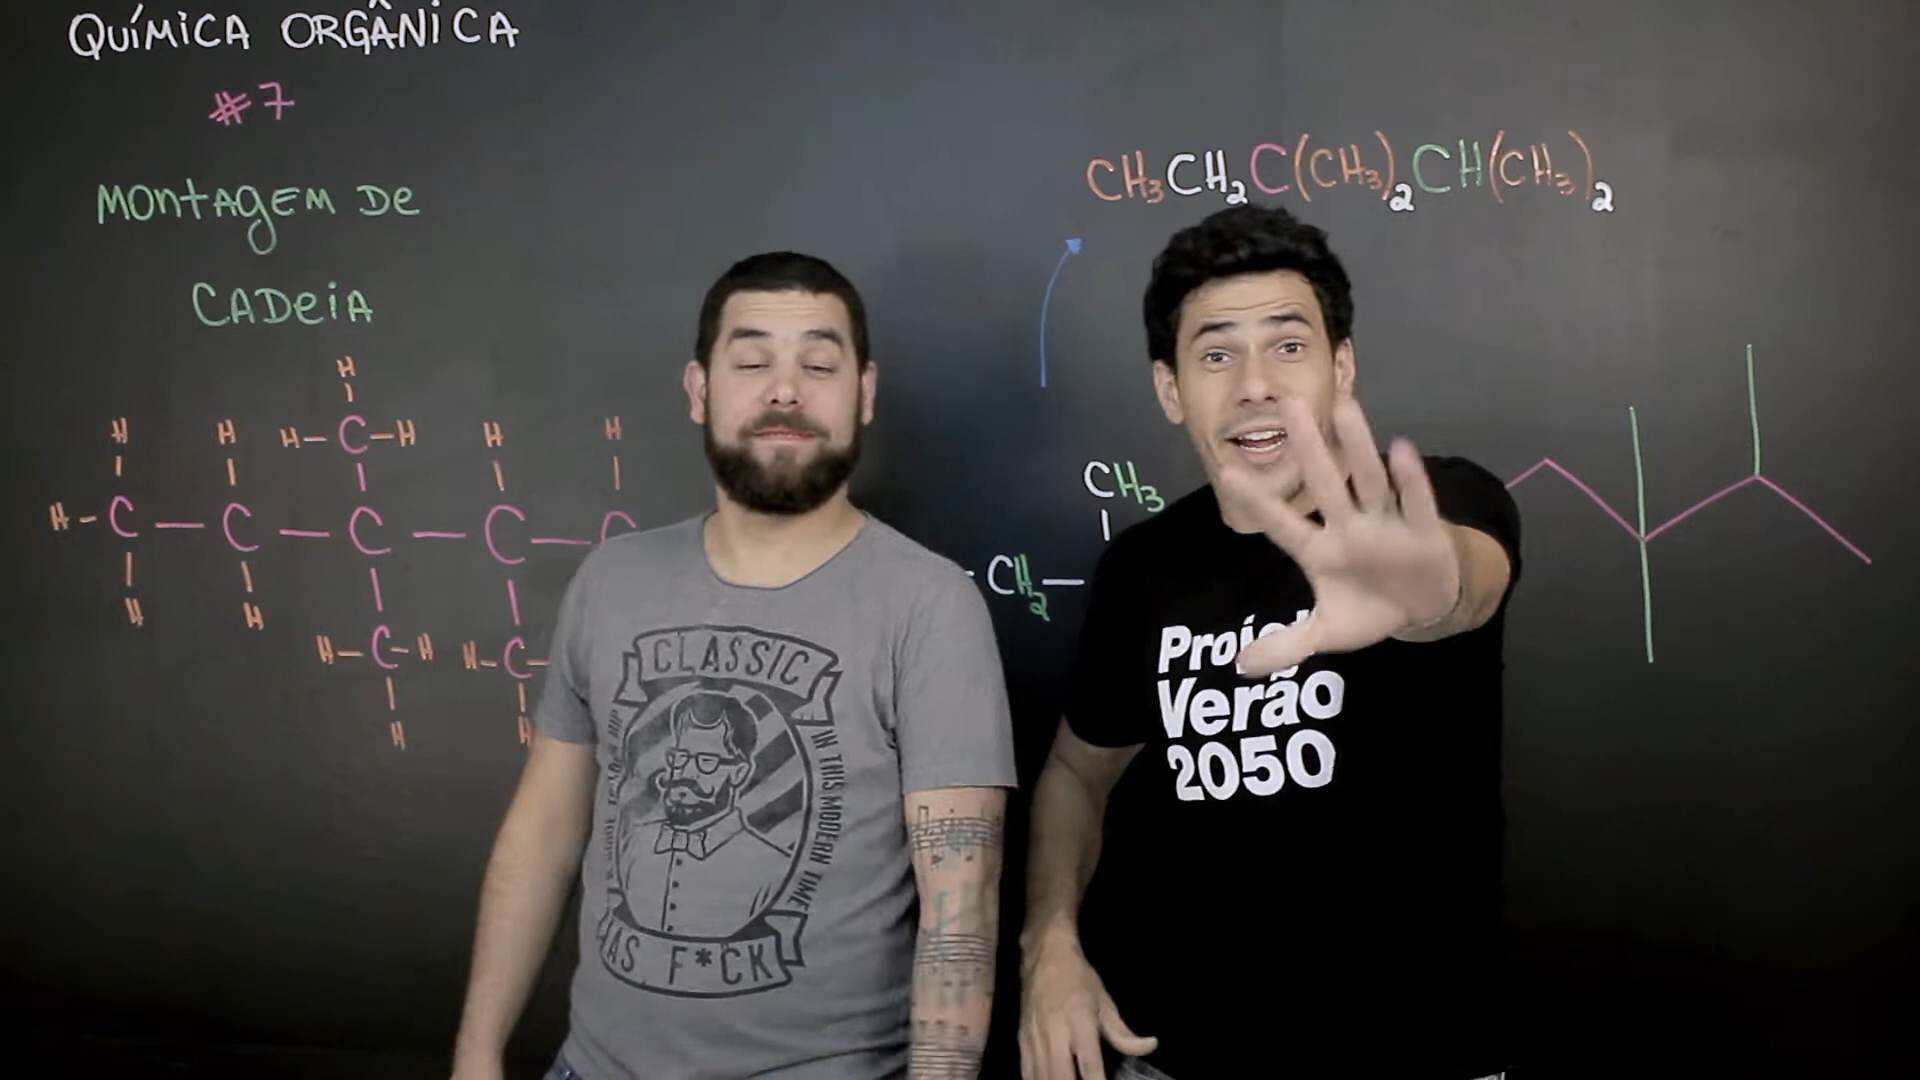 QUÍMICA ORGÂNICA
#7
MONTAGEM DE
CADEIA
CH₃CH₂C(CH₃)₂CH(CH₃)₂
H
H H H–C–H H H
H–C–C–C–C–C
H H
H–C–H H–C–
H H
CH₃
CH₂–
CLASSIC
IN THIS MODERN TIME
AS F*CK
Verão
2050